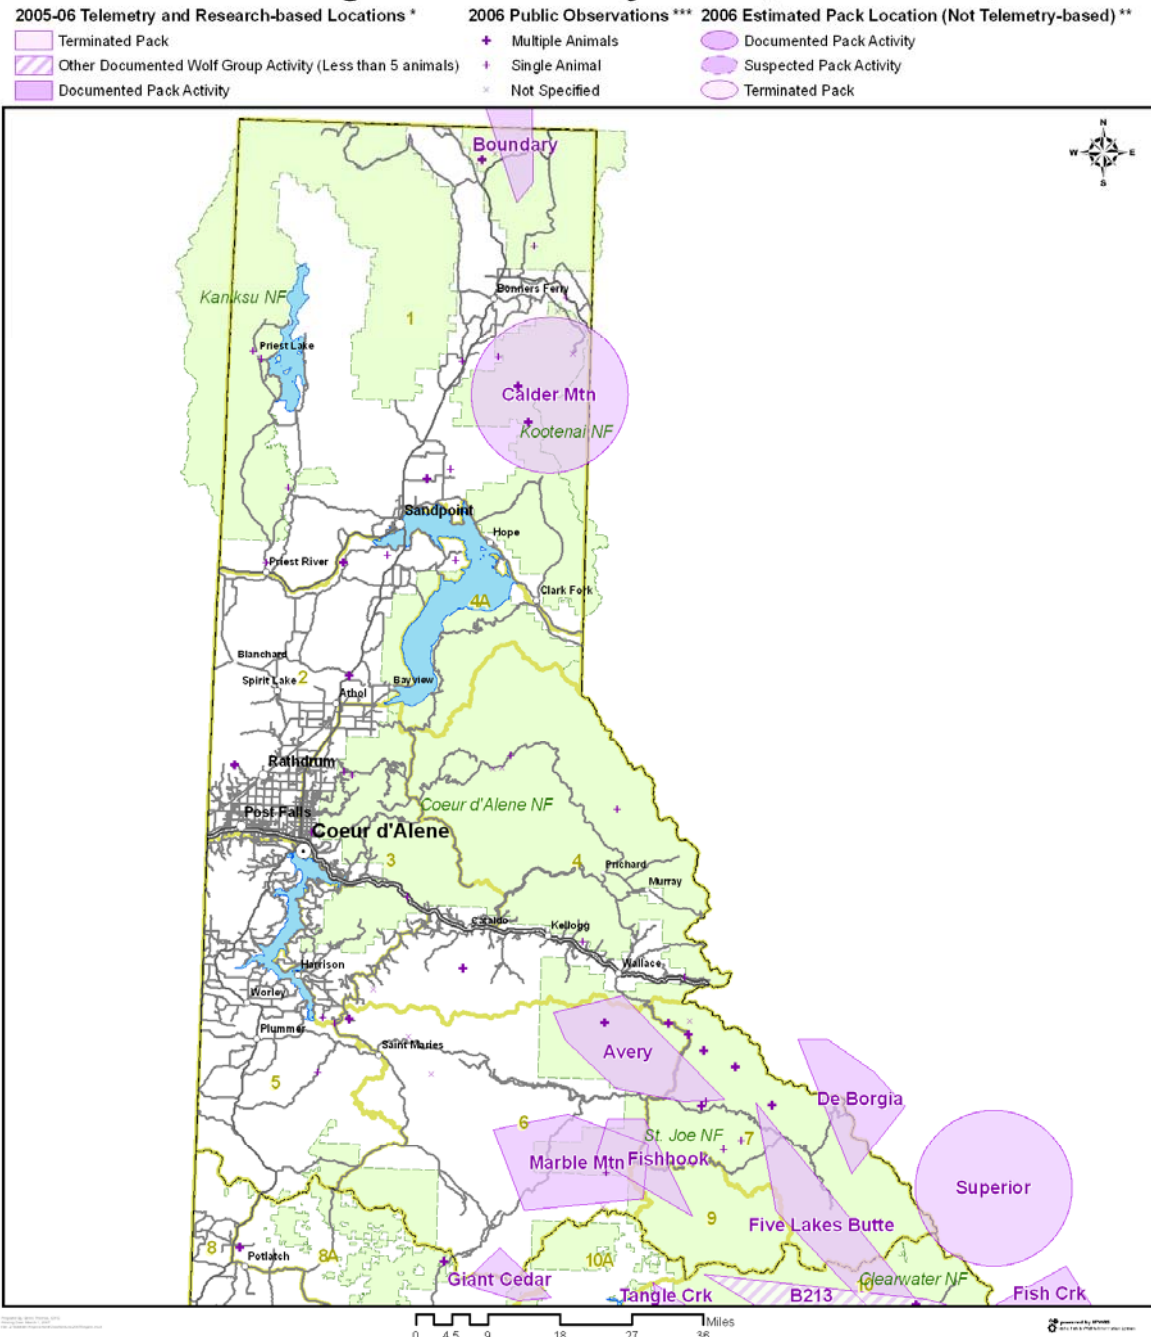 2005-06 Telemetry and Research-based Locations *
Terminated Pack
Other Documented Wolf Group Activity (Less than 5 animals)
Documented Pack Activity
2006 Public Observations ***
Multiple Animals
Single Animal
Not Specified
2006 Estimated Pack Location (Not Telemetry-based) **
Documented Pack Activity
Suspected Pack Activity
Terminated Pack
N
W E
S
Boundary
Bonners Ferry
Kaniksu NF
1
Priest Lake
Calder Mtn
Kootenai NF
Sandpoint
Hope
Priest River
Clark Fork
4A
Blanchard
Spirit Lake
2
Bayview
Athol
Rathdrum
Coeur d'Alene NF
Post Falls
Coeur d'Alene
3
4
Prichard
Murray
Cataldo
Kellogg
Wallace
Harrison
Worley
Plummer
Saint Maries
Avery
5
De Borgia
6
St. Joe NF
7
Marble Mtn
Fishhook
Superior
9
Five Lakes Butte
8
Potlatch
8A
10A
Giant Cedar
Clearwater NF
10
Tangle Crk
B213
Fish Crk
0 4.5 9 18 27 36
Miles